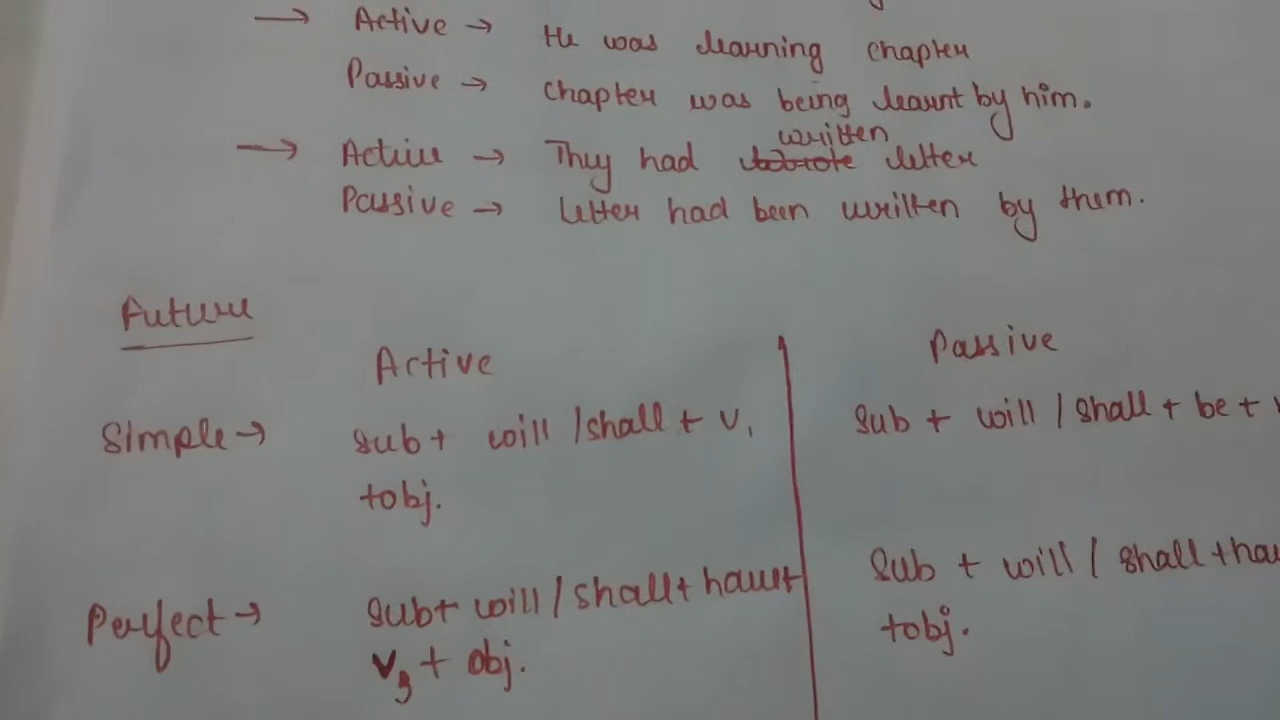 → Active → He was learning chapter
Passive → chapter was being learnt by him.
written
→ Active → They had letter
Passive → letter had been written by them.
Future
Active
Passive
Simple → sub + will / shall + v1
+obj.
sub + will / shall + be +
Perfect → sub + will / shall + have +
v3 + obj.
sub + will / shall + hav
+obj.